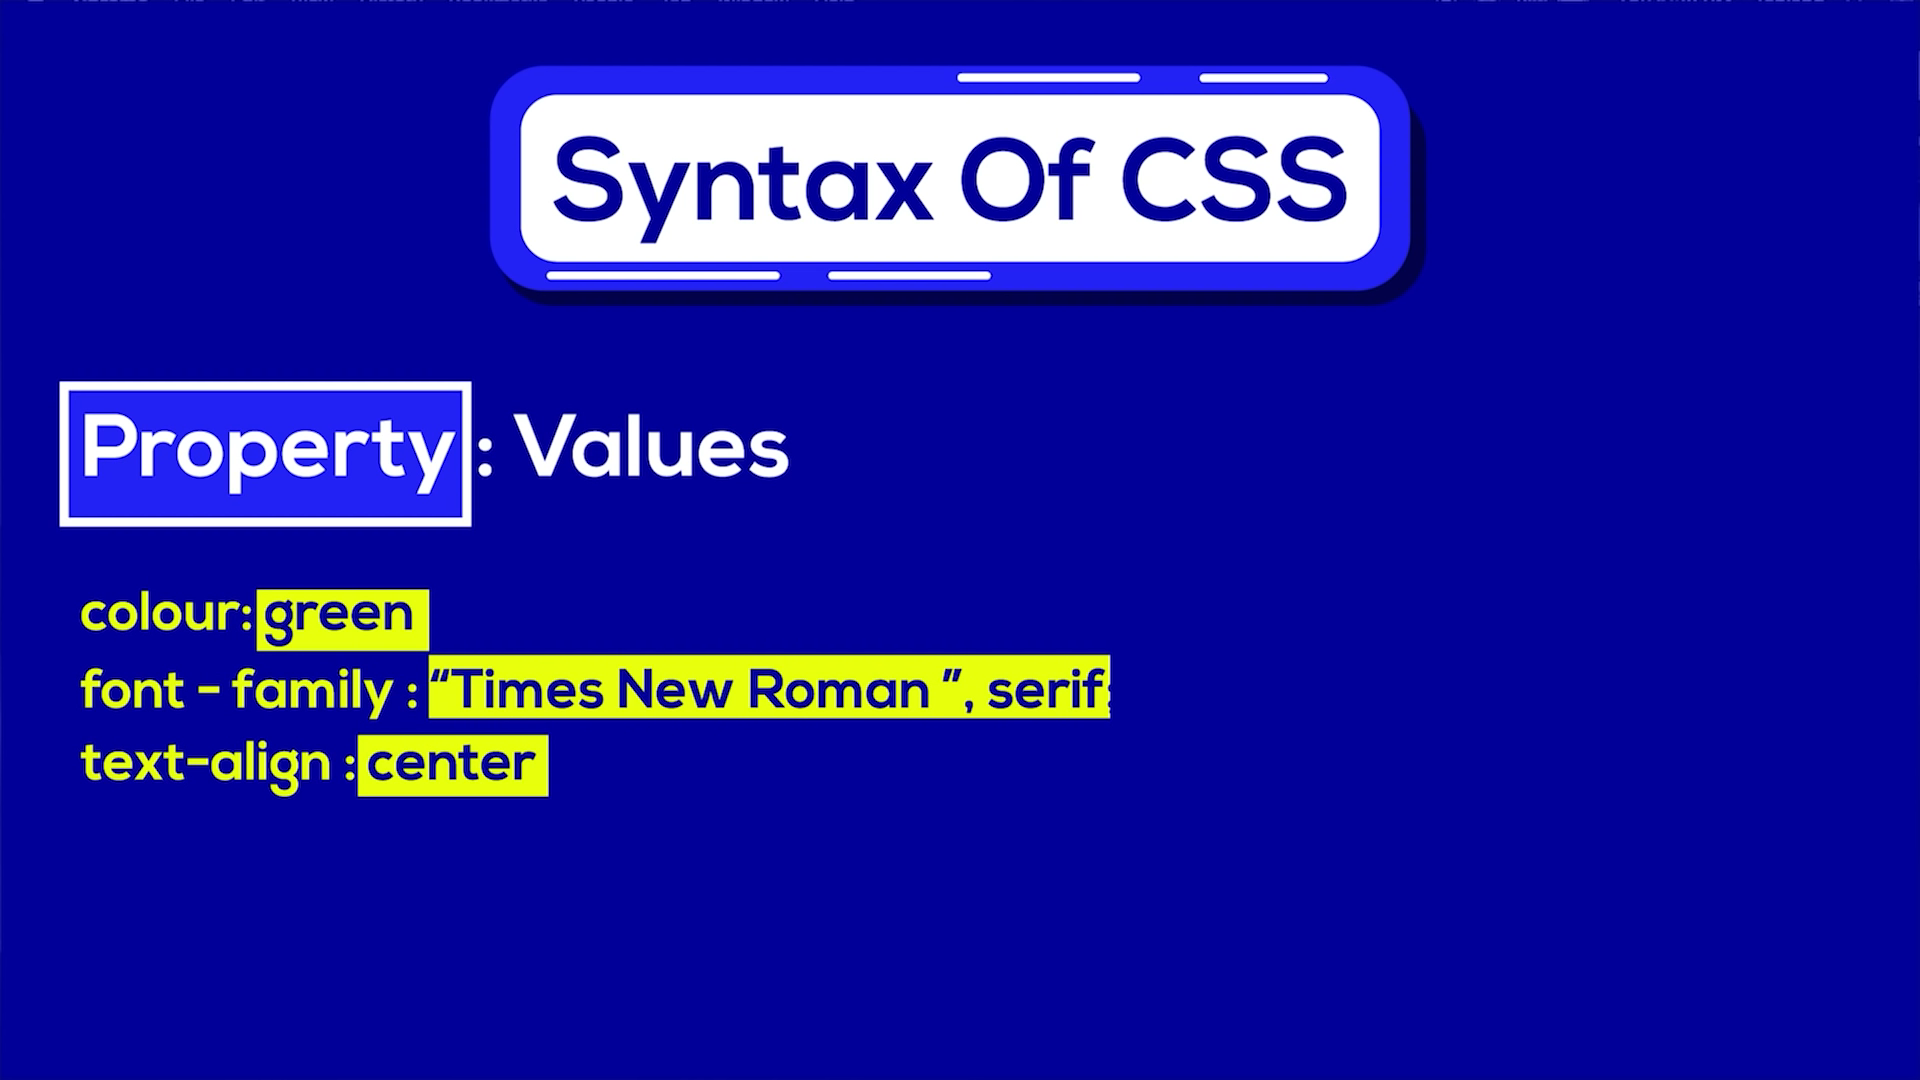 Syntax Of CSS
Property : Values
colour: green
font - family : “Times New Roman ”, serif;
text-align : center